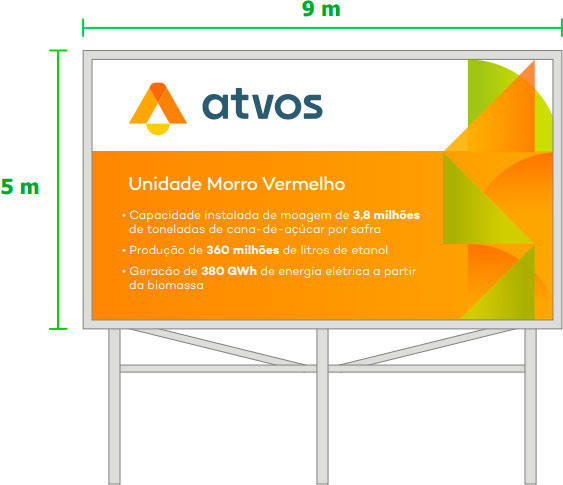 9 m
5 m
atvos
Unidade Morro Vermelho
• Capacidade instalada de moagem de 3,8 milhões
de toneladas de cana-de-açúcar por safra
• Produção de 360 milhões de litros de etanol
• Geracão de 380 GWh de energia elétrica a partir
da biomassa